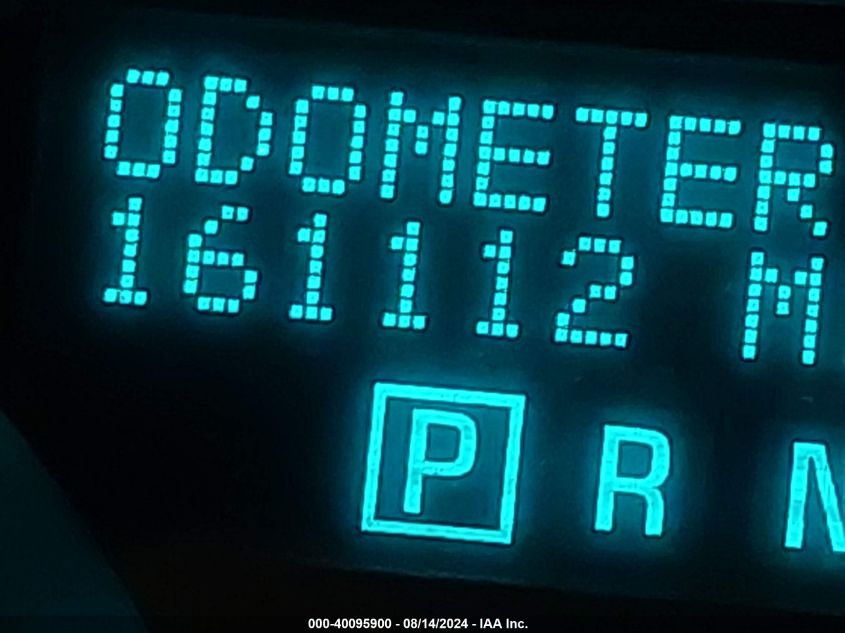 ODOMETER
161112 M
P R N
000-40095900 - 08/14/2024 - IAA Inc.